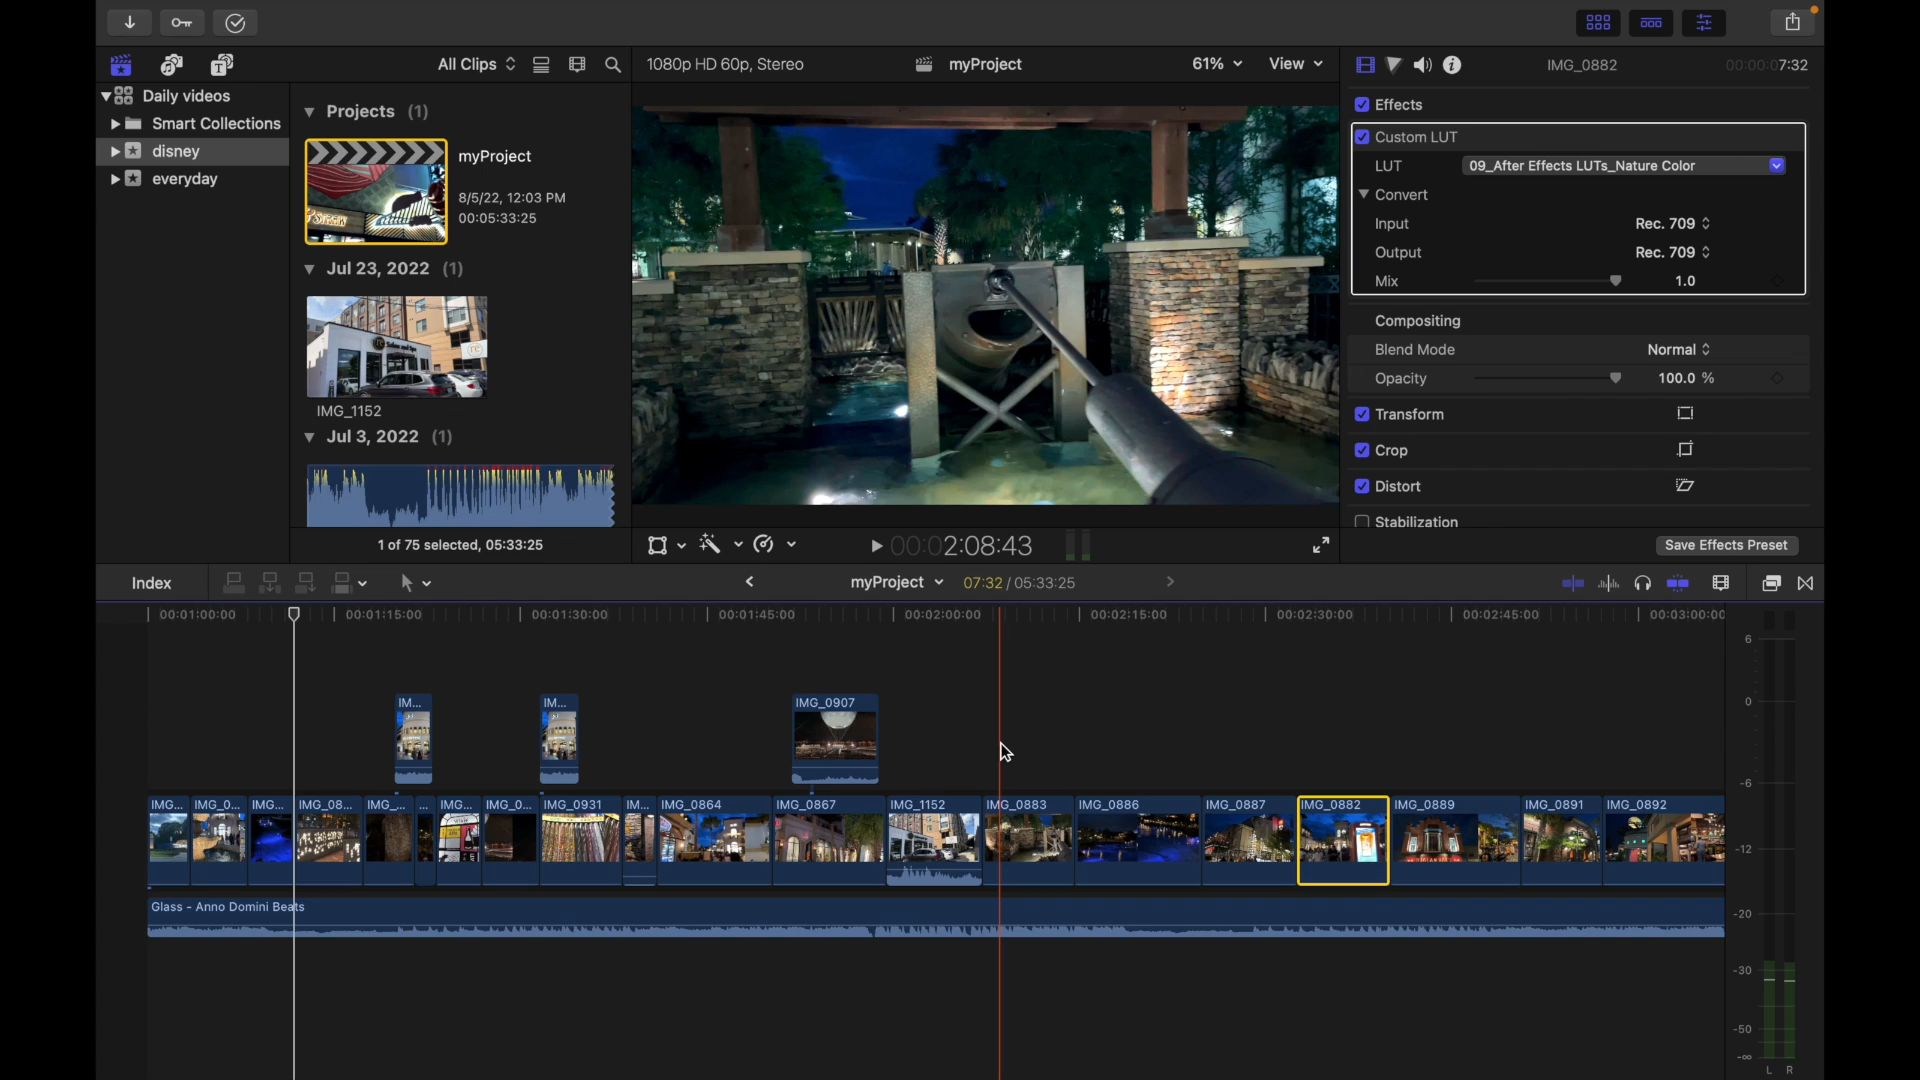 All Clips
1080p HD 60p, Stereo
myProject
61%
View
IMG_0882
00:00:07:32
Daily videos
Smart Collections
disney
everyday
Projects (1)
myProject
8/5/22, 12:03 PM
00:05:33:25
Jul 23, 2022 (1)
IMG_1152
Jul 3, 2022 (1)
1 of 75 selected, 05:33:25
00:02:08:43
Effects
Custom LUT
LUT
09_After Effects LUTs_Nature Color
Convert
Input
Rec. 709
Output
Rec. 709
Mix
1.0
Compositing
Blend Mode
Normal
Opacity
100.0 %
Transform
Crop
Distort
Stabilization
Save Effects Preset
Index
myProject
07:32 / 05:33:25
00:01:00:00
00:01:15:00
00:01:30:00
00:01:45:00
00:02:00:00
00:02:15:00
00:02:30:00
00:02:45:00
00:03:00:00
IM...
IM...
IMG_0907
IMG...
IMG_0...
IMG...
IMG_08...
IMG_...
...
IMG...
IMG_0...
IMG_0931
IM...
IMG_0864
IMG_0867
IMG_1152
IMG_0883
IMG_0886
IMG_0887
IMG_0882
IMG_0889
IMG_0891
IMG_0892
Glass - Anno Domini Beats
6
0
-6
-12
-20
-30
-50
-∞
L R